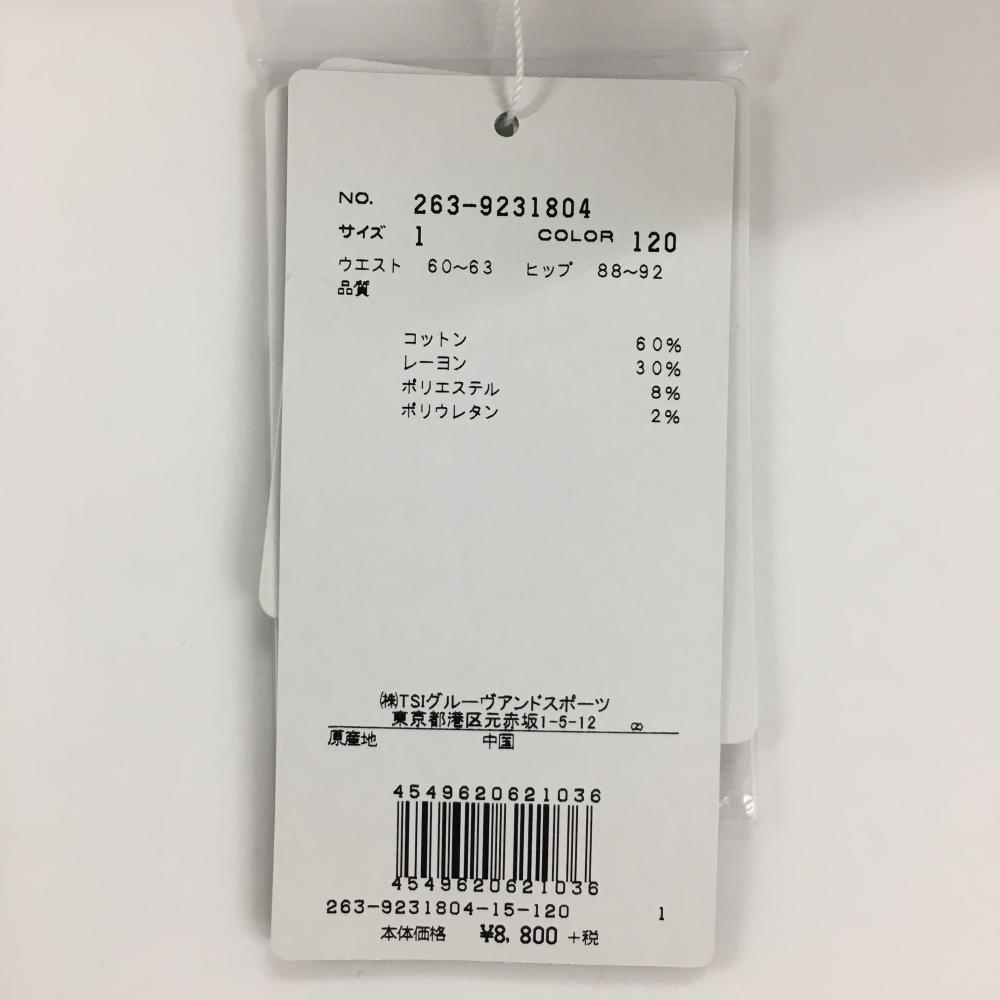 NO. 263-9231804
サイズ 1 COLOR 120
ウエスト 60~63 ヒップ 88~92
品質
コットン 60%
レーヨン 30%
ポリエステル 8%
ポリウレタン 2%
㈱TSIグルーヴアンドスポーツ
東京都港区元赤坂1-5-12
原産地 中国
4549620621036
4549620621036
263-9231804-15-120 1
本体価格 ¥8,800 +税